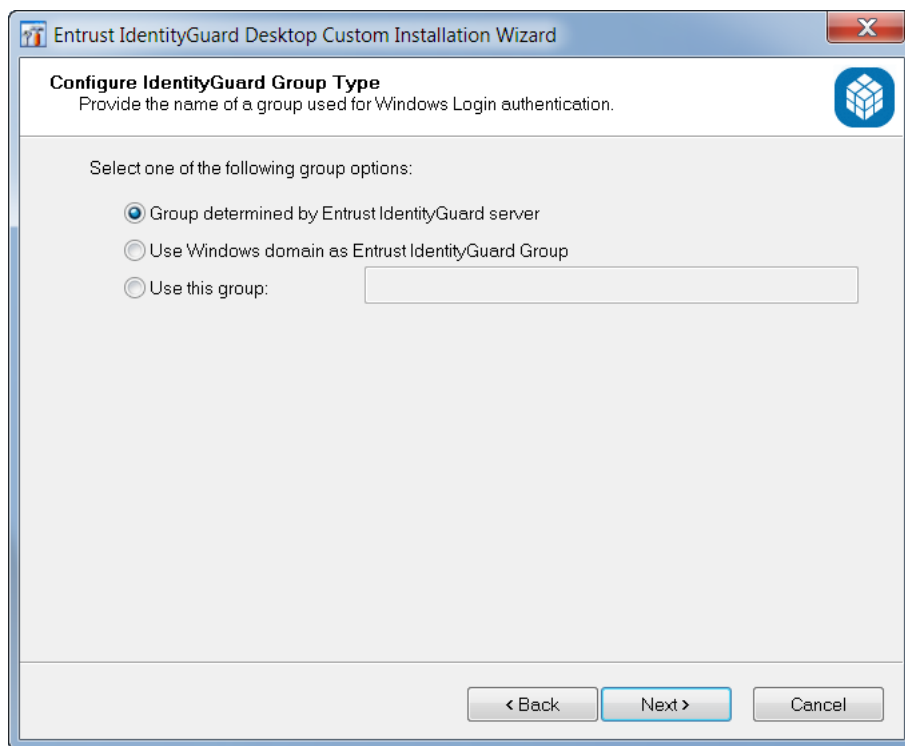 Entrust IdentityGuard Desktop Custom Installation Wizard
Configure IdentityGuard Group Type
Provide the name of a group used for Windows Login authentication.
Select one of the following group options:
Group determined by Entrust IdentityGuard server
Use Windows domain as Entrust IdentityGuard Group
Use this group:
< Back Next > Cancel